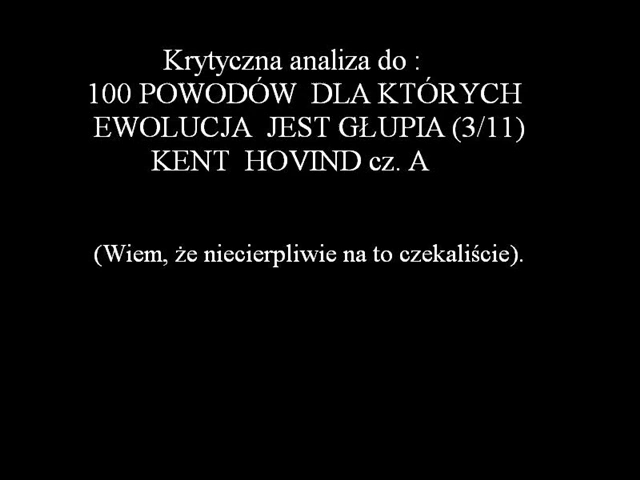 Krytyczna analiza do :
100 POWODÓW DLA KTÓRYCH
EWOLUCJA JEST GŁUPIA (3/11)
KENT HOVIND cz. A
(Wiem, że niecierpliwie na to czekaliście).